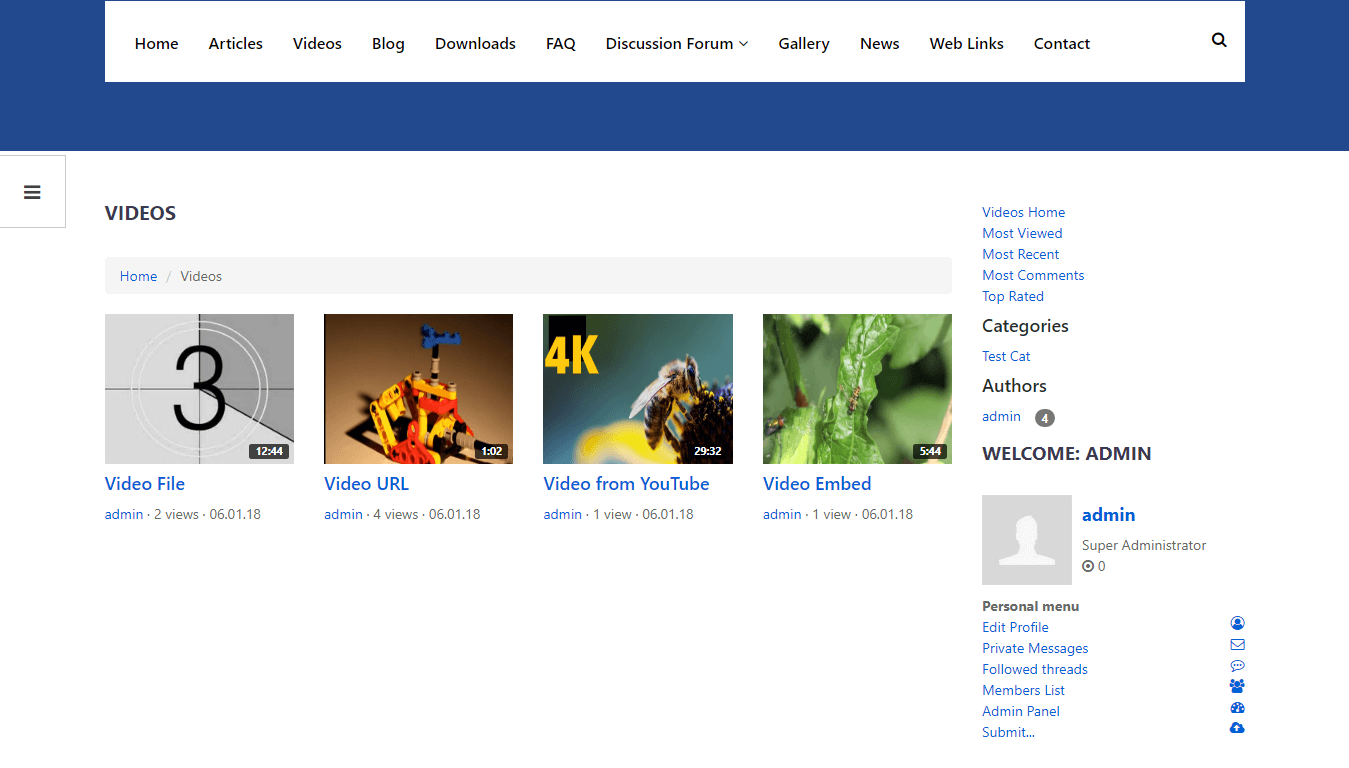 Home Articles Videos Blog Downloads FAQ Discussion Forum Gallery News Web Links Contact
VIDEOS
Home / Videos
3
12:44
Video File
admin · 2 views · 06.01.18
1:02
Video URL
admin · 4 views · 06.01.18
4K
29:32
Video from YouTube
admin · 1 view · 06.01.18
5:44
Video Embed
admin · 1 view · 06.01.18
Videos Home
Most Viewed
Most Recent
Most Comments
Top Rated
Categories
Test Cat
Authors
admin 4
WELCOME: ADMIN
admin
Super Administrator
0
Personal menu
Edit Profile
Private Messages
Followed threads
Members List
Admin Panel
Submit...